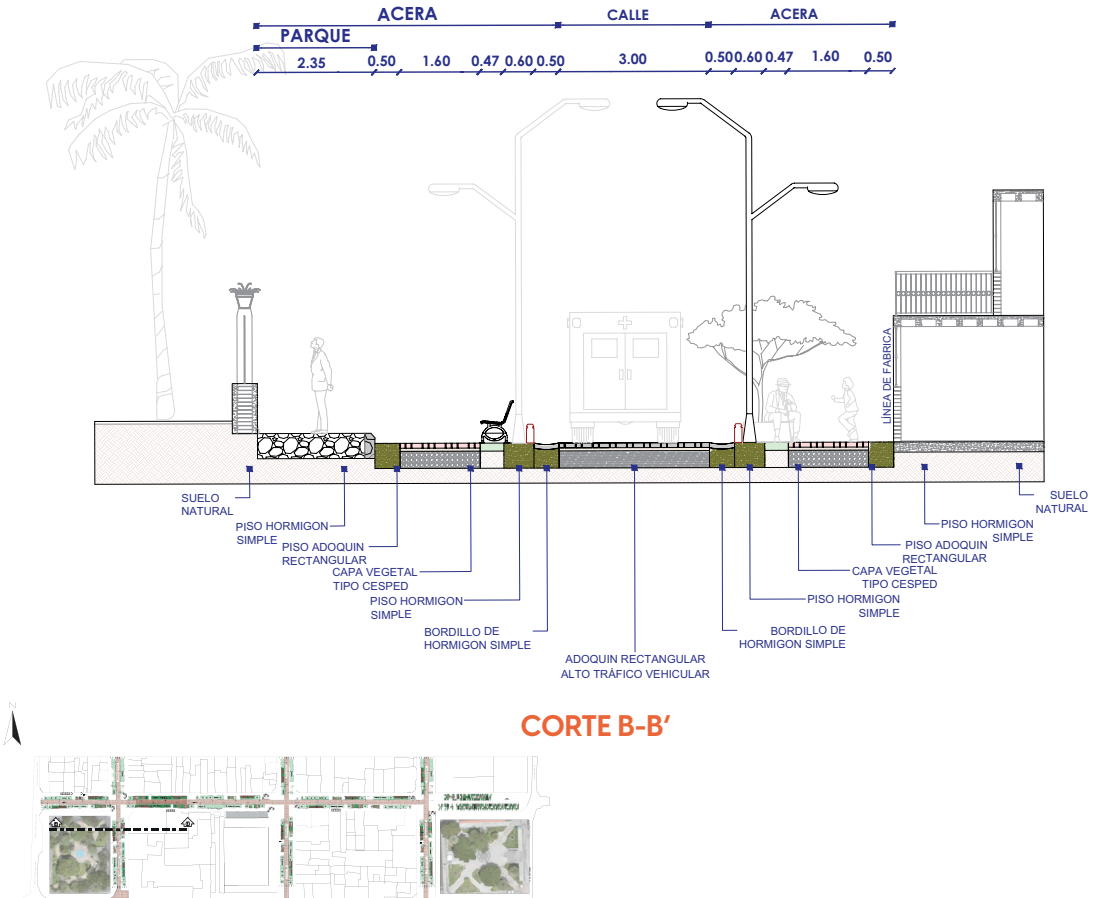 ACERA
CALLE
ACERA
PARQUE
2.35
0.50
1.60
0.47
0.60
0.50
3.00
0.50
0.60
0.47
1.60
0.50
LÍNEA DE FABRICA
SUELO
NATURAL
PISO HORMIGON
SIMPLE
PISO ADOQUIN
RECTANGULAR
CAPA VEGETAL
TIPO CESPED
PISO HORMIGON
SIMPLE
BORDILLO DE
HORMIGON SIMPLE
ADOQUIN RECTANGULAR
ALTO TRÁFICO VEHICULAR
BORDILLO DE
HORMIGON SIMPLE
PISO HORMIGON
SIMPLE
CAPA VEGETAL
TIPO CESPED
PISO ADOQUIN
RECTANGULAR
PISO HORMIGON
SIMPLE
SUELO
NATURAL
CORTE B-B'
N